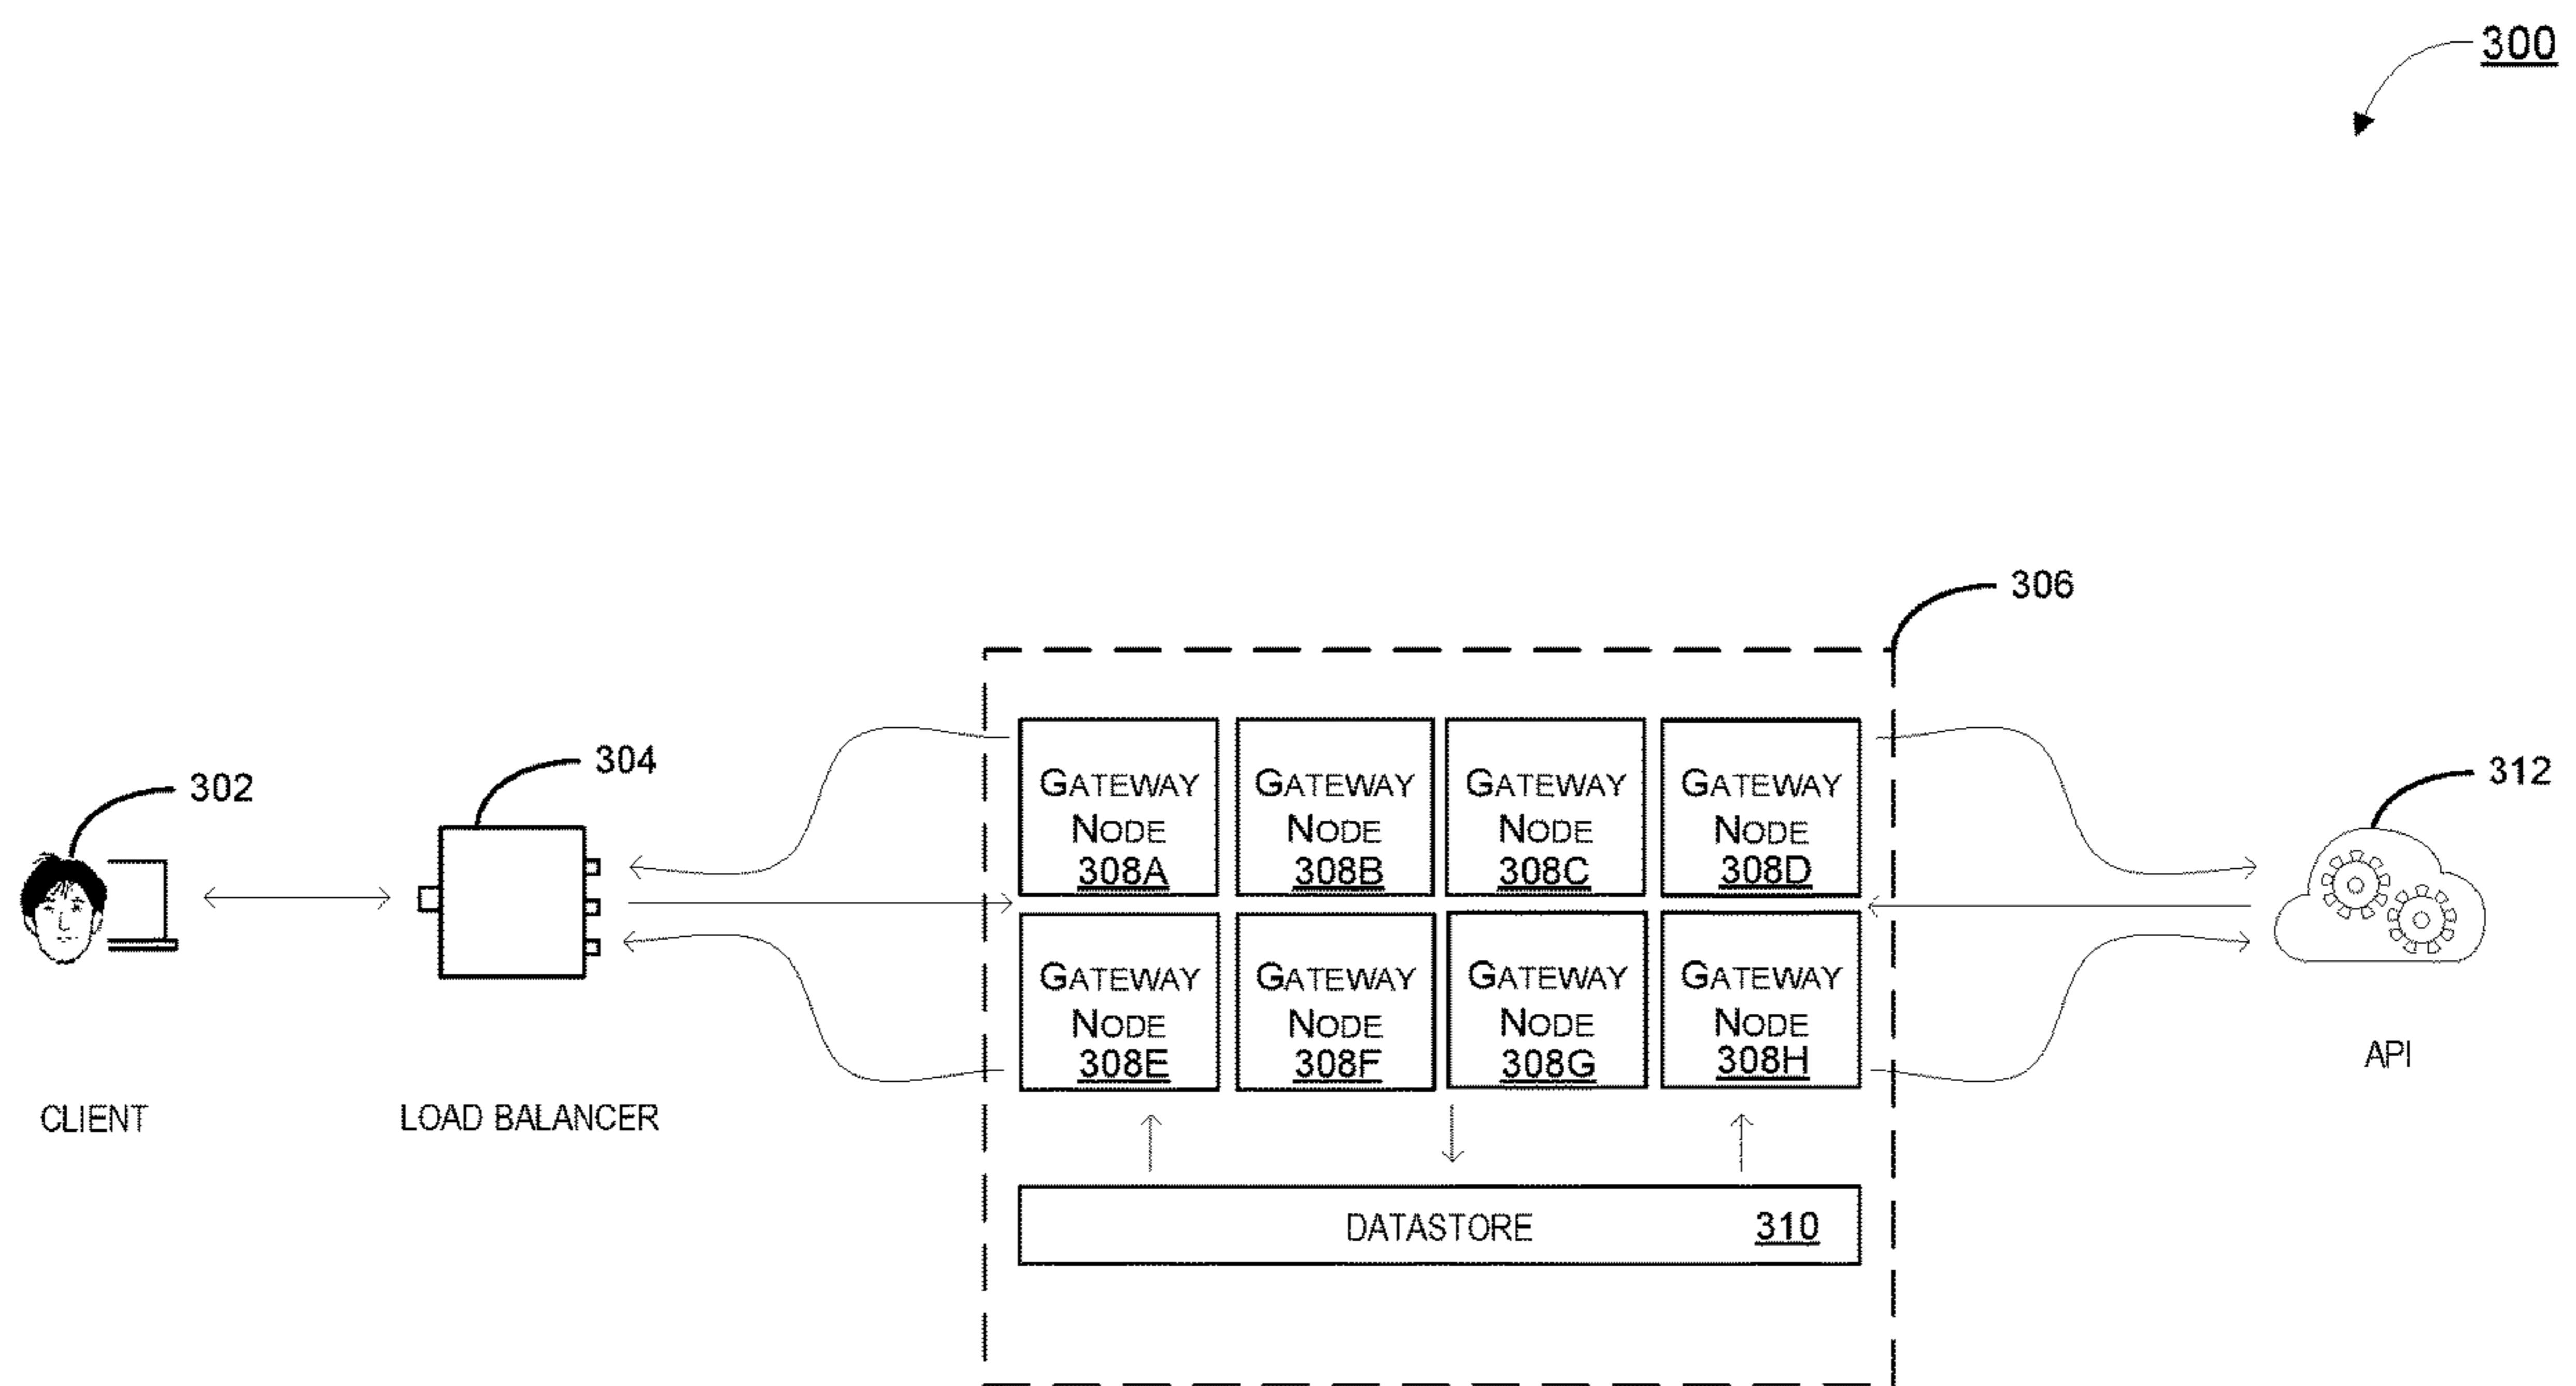 300
306
302
304
312
GATEWAY
NODE
308A
GATEWAY
NODE
308B
GATEWAY
NODE
308C
GATEWAY
NODE
308D
GATEWAY
NODE
308E
GATEWAY
NODE
308F
GATEWAY
NODE
308G
GATEWAY
NODE
308H
CLIENT
LOAD BALANCER
API
DATASTORE 310